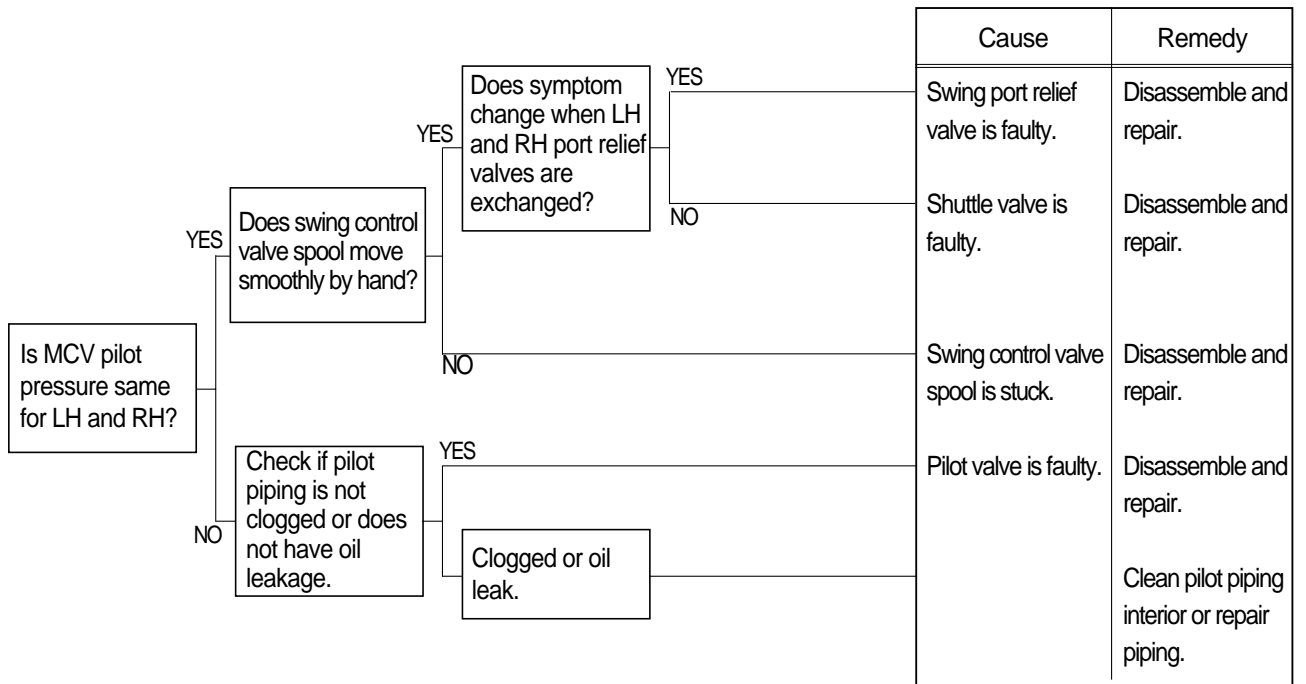 Cause
Remedy
Does symptom
change when LH
and RH port relief
valves are
exchanged?
YES
Swing port relief
valve is faulty.
Disassemble and
repair.
YES
NO
Shuttle valve is
faulty.
Disassemble and
repair.
Does swing control
valve spool move
smoothly by hand?
YES
NO
Swing control valve
spool is stuck.
Disassemble and
repair.
Is MCV pilot
pressure same
for LH and RH?
NO
Check if pilot
piping is not
clogged or does
not have oil
leakage.
YES
Pilot valve is faulty.
Disassemble and
repair.
Clogged or oil
leak.
Clean pilot piping
interior or repair
piping.